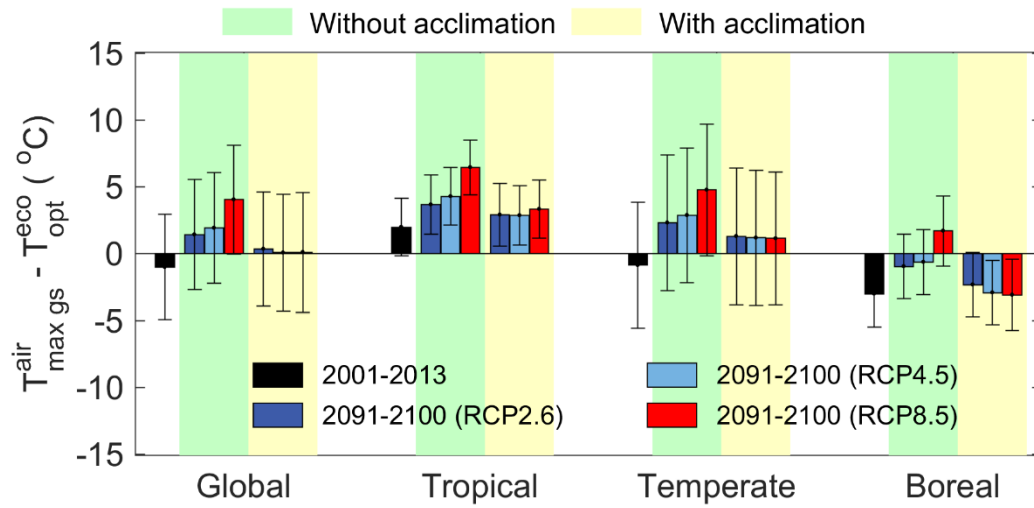 Without acclimation With acclimation
15
10
5
0
-5
-10
-15
T^air_max gs - T^eco_opt ( °C)
2001-2013 2091-2100 (RCP4.5)
2091-2100 (RCP2.6) 2091-2100 (RCP8.5)
Global Tropical Temperate Boreal